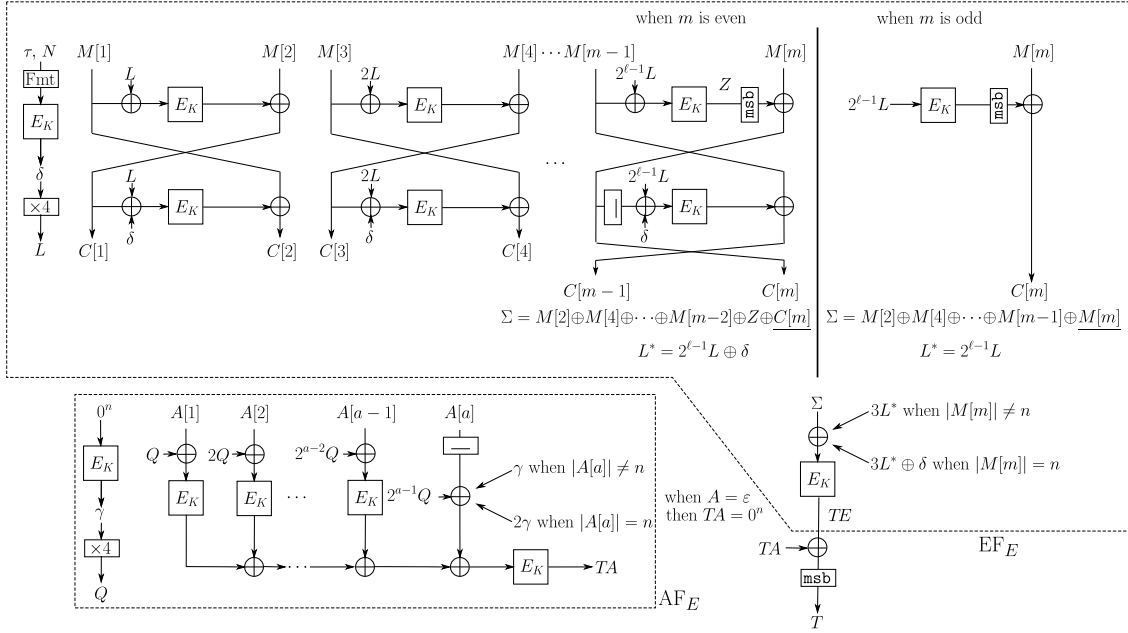 when m is even
when m is odd
τ, N
M[1]
M[2]
M[3]
M[4] ⋯ M[m−1]
M[m]
M[m]
Fmt
L
2L
2^{ℓ−1}L
Z
E_K
E_K
E_K
E_K
msb
2^{ℓ−1}L
E_K
msb
δ
⋯
L
2L
2^{ℓ−1}L
×4
E_K
E_K
E_K
δ
δ
δ
L
C[1]
C[2]
C[3]
C[4]
C[m−1]
C[m]
C[m]
Σ = M[2]⊕M[4]⊕⋯⊕M[m−2]⊕Z⊕C[m]
Σ = M[2]⊕M[4]⊕⋯⊕M[m−1]⊕M[m]
L* = 2^{ℓ−1}L ⊕ δ
L* = 2^{ℓ−1}L
0^n
A[1]
A[2]
A[a−1]
A[a]
Σ
3L* when |M[m]| ≠ n
Q
2Q
2^{a−2}Q
E_K
γ when |A[a]| ≠ n
3L* ⊕ δ when |M[m]| = n
E_K
E_K
⋯
E_K
2^{a−1}Q
E_K
γ
2γ when |A[a]| = n
when A = ε
then TA = 0^n
TE
×4
⋯
E_K
TA
TA
EF_E
Q
AF_E
msb
T